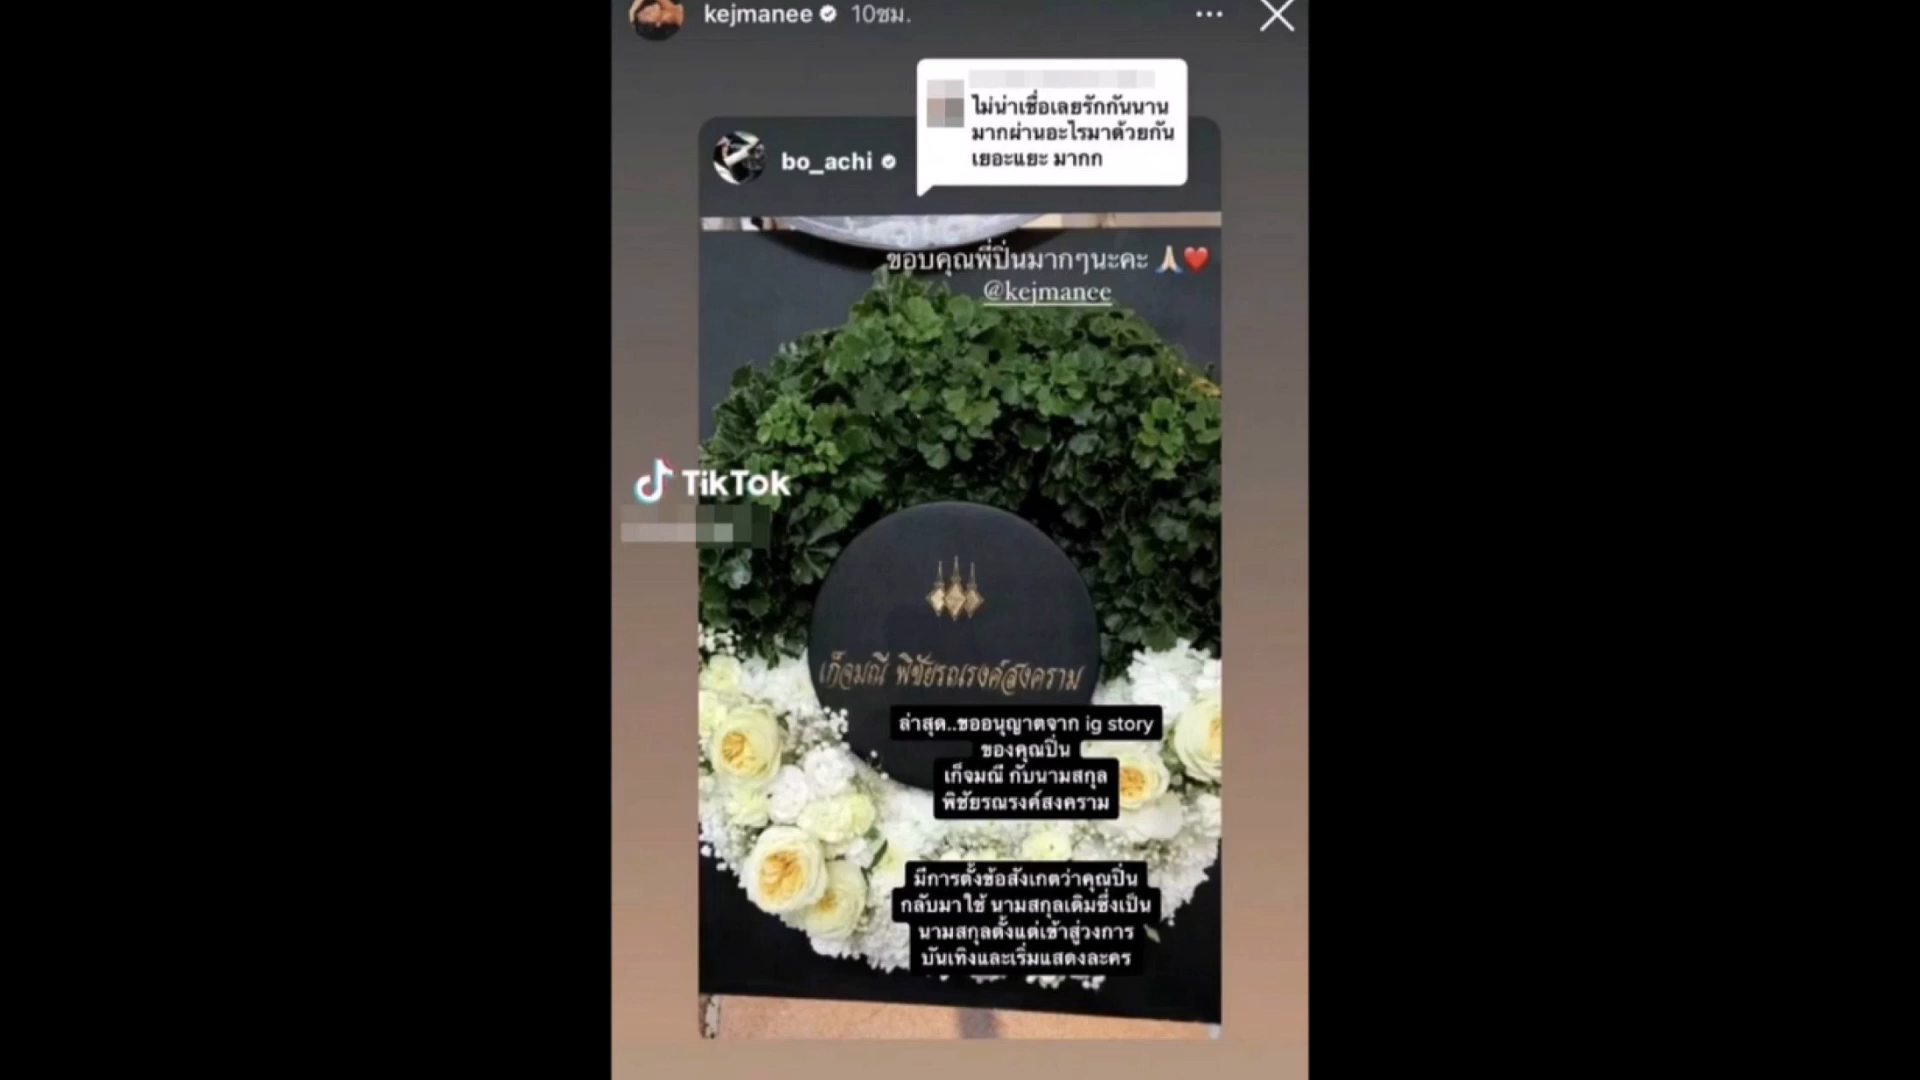 kejmanee 10ชม.
ไม่น่าเชื่อเลยรักกันนาน
มากผ่านอะไรมาด้วยกัน
เยอะแยะ มากก
bo_achi
ขอบคุณพี่ปิ่นมากๆนะคะ 🙏🏻❤️
@kejmanee
TikTok
เก็จมณี พิชัยรณรงค์สงคราม
ล่าสุด..ขออนุญาตจาก ig story
ของคุณปิ่น
เก็จมณี กับนามสกุล
พิชัยรณรงค์สงคราม
มีการตั้งข้อสังเกตว่าคุณปิ่น
กลับมาใช้ นามสกุลเดิมซึ่งเป็น
นามสกุลตั้งแต่เข้าสู่วงการ
บันเทิงและเริ่มแสดงละคร